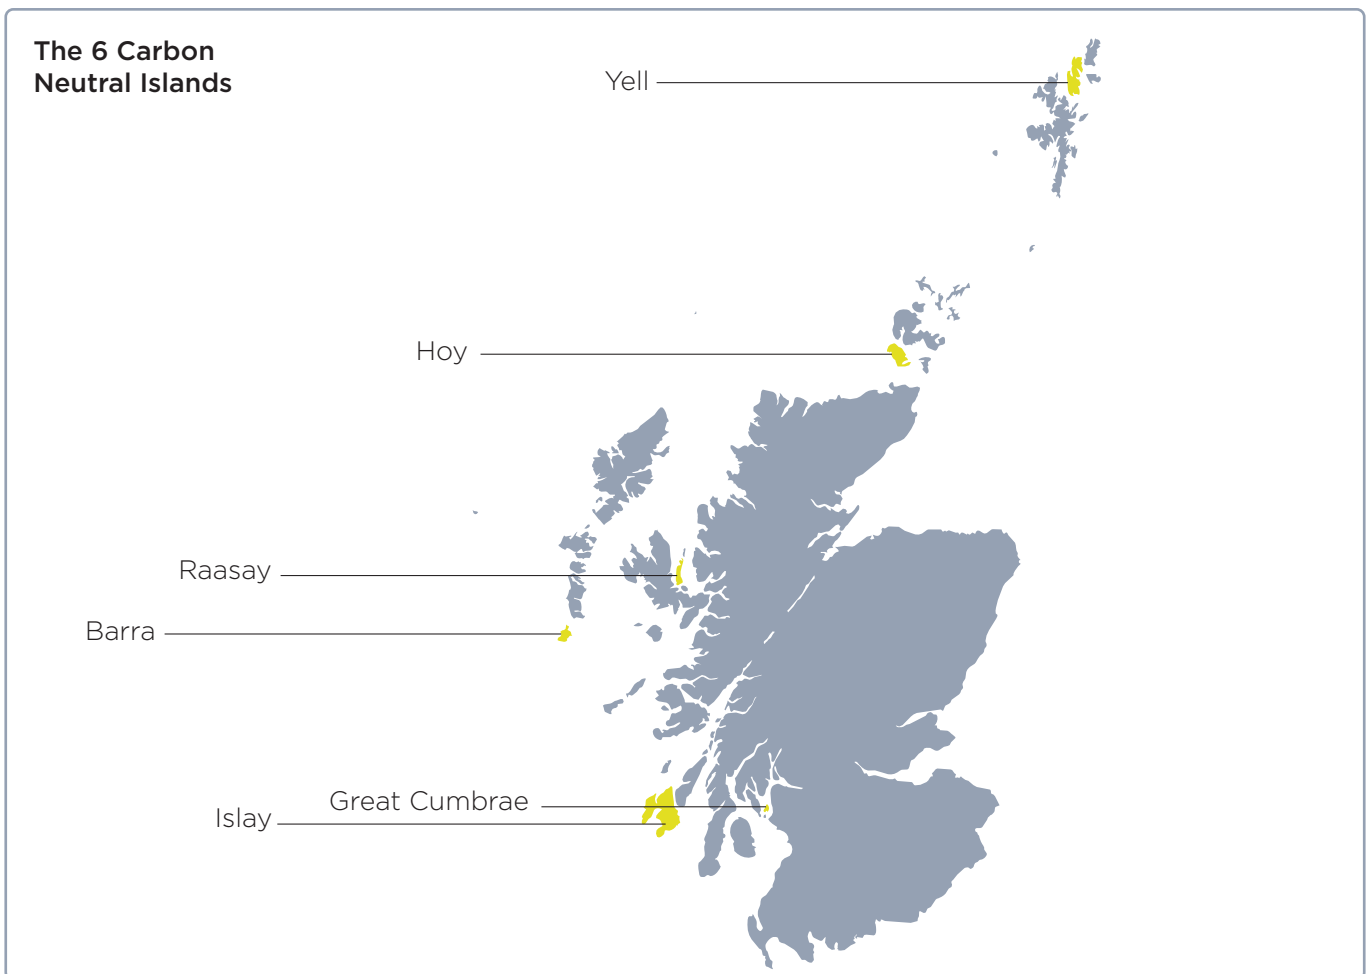 The 6 Carbon
Neutral Islands
Yell
Hoy
Raasay
Barra
Great Cumbrae
Islay